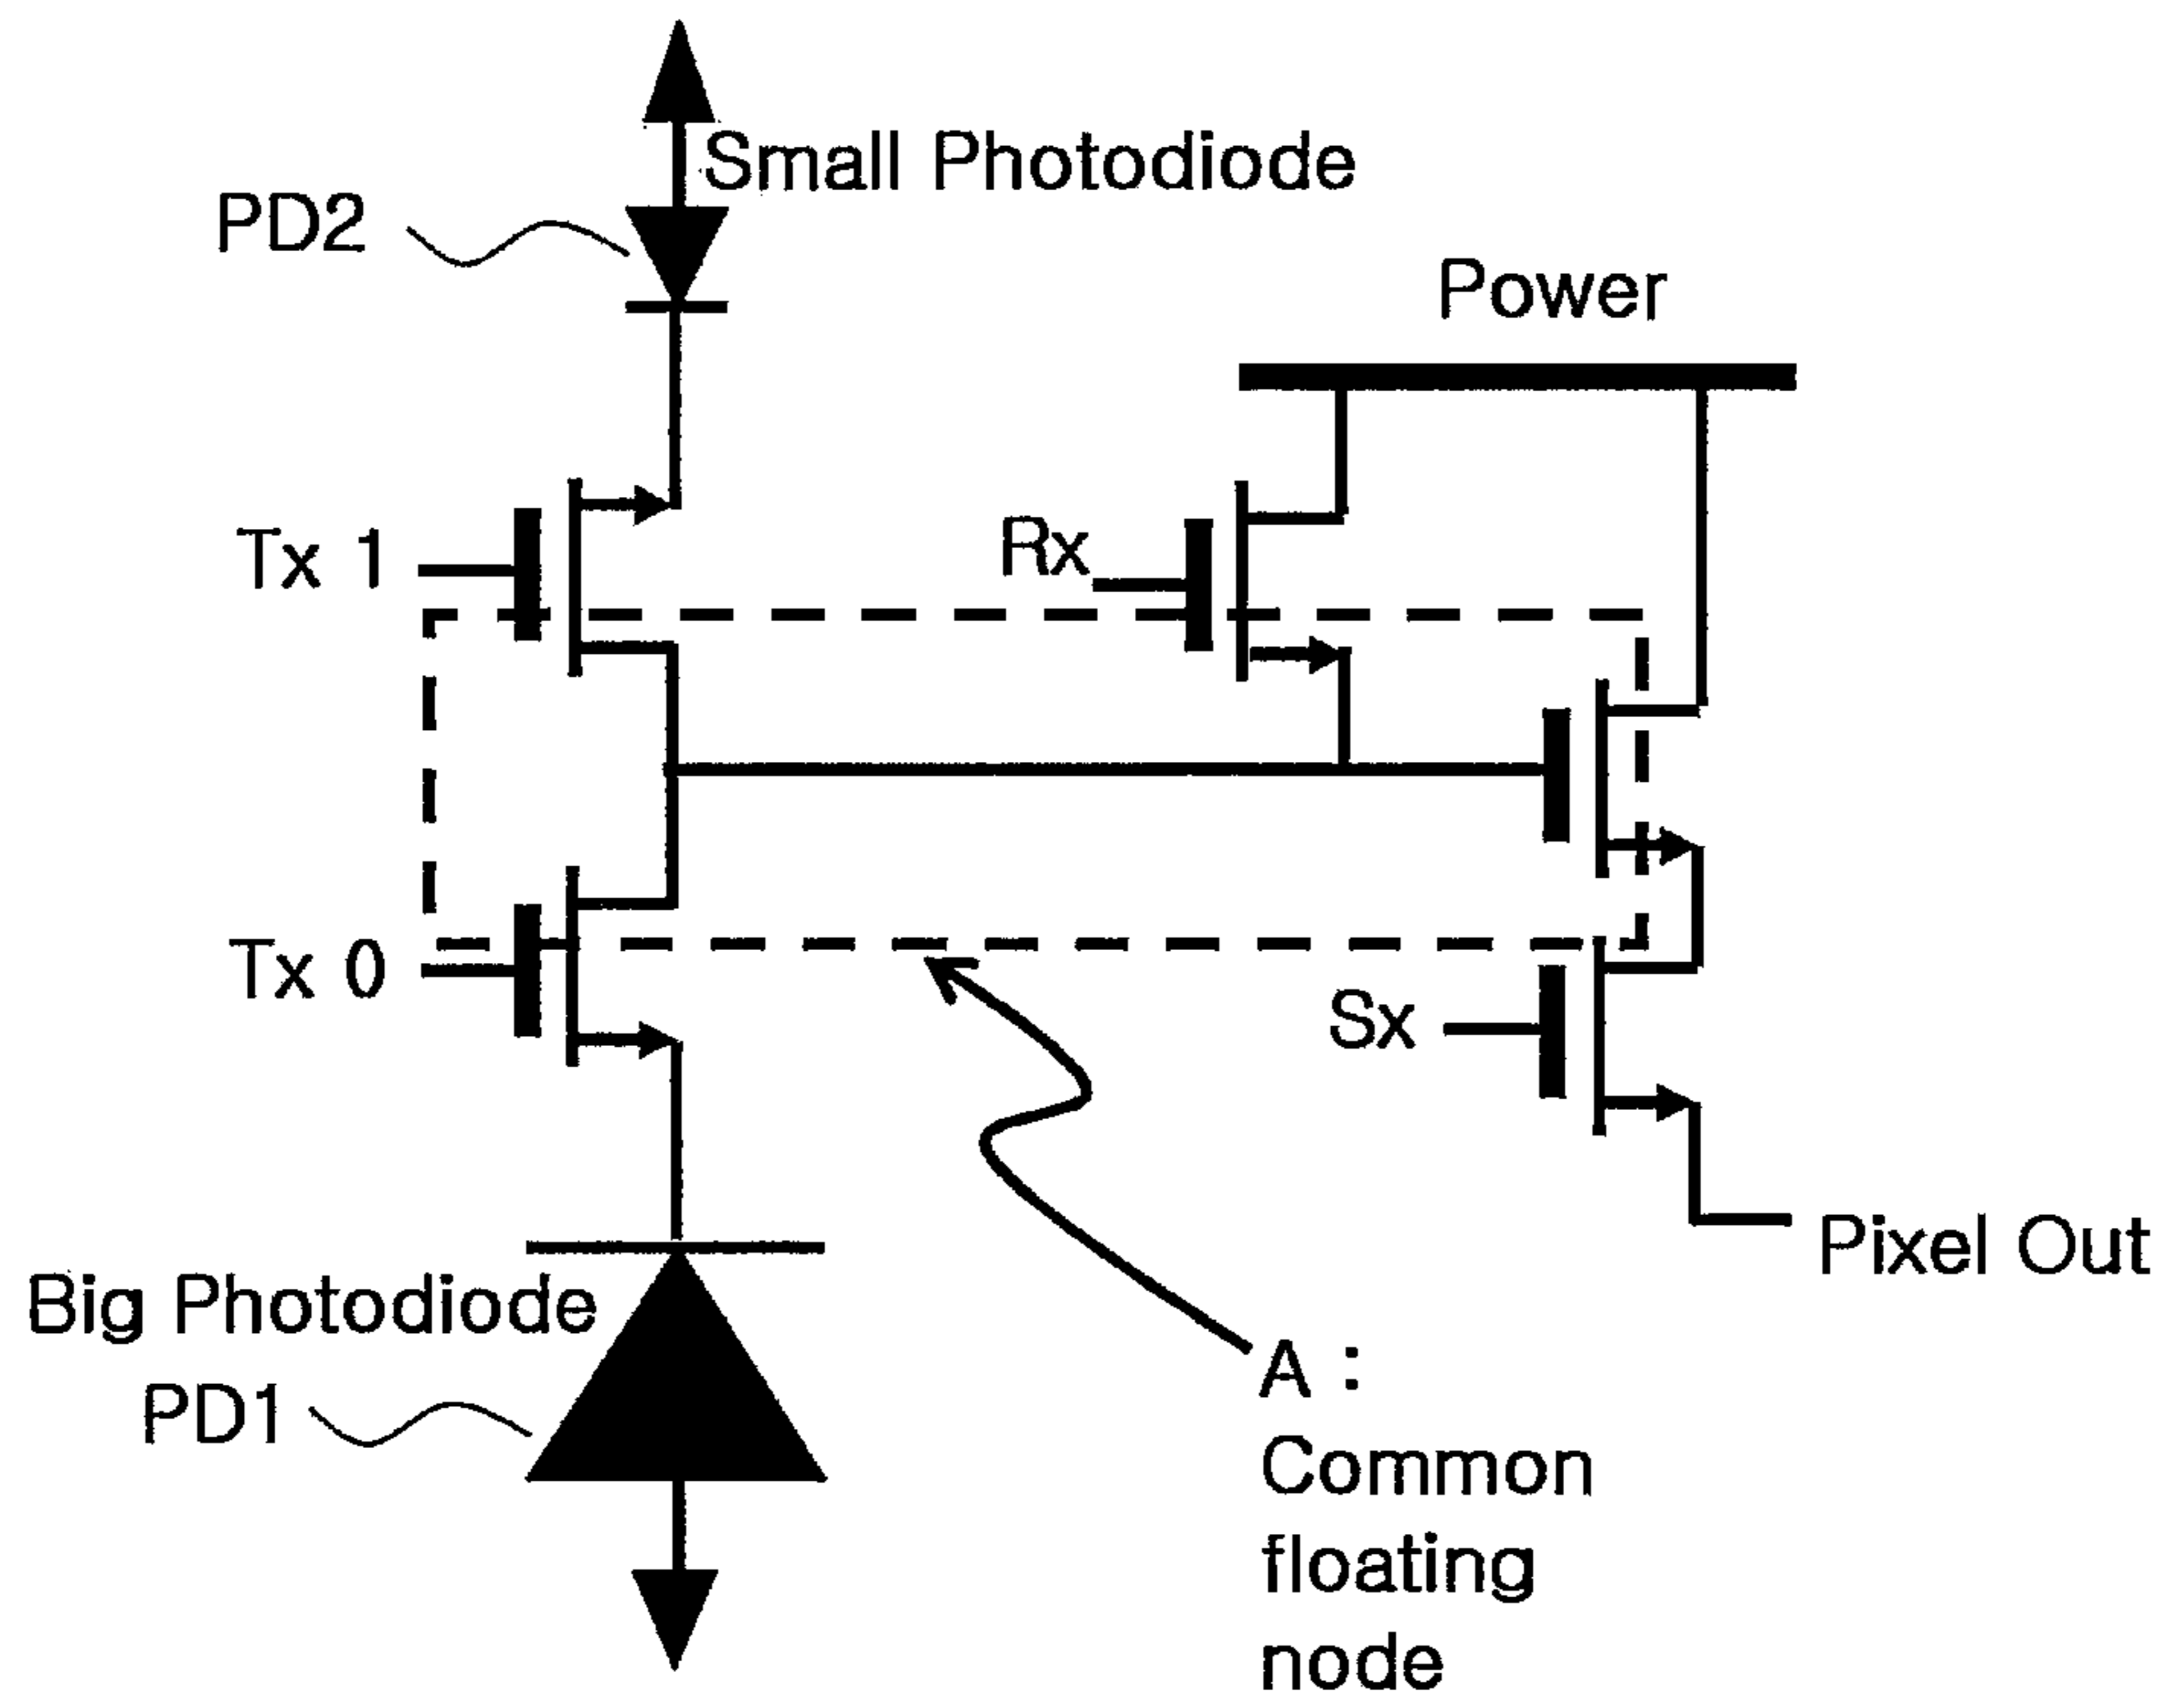 Small Photodiode
PD2
Power
Tx 1
Rx
Tx 0
Sx
Pixel Out
Big Photodiode
PD1
A :
Common
floating
node